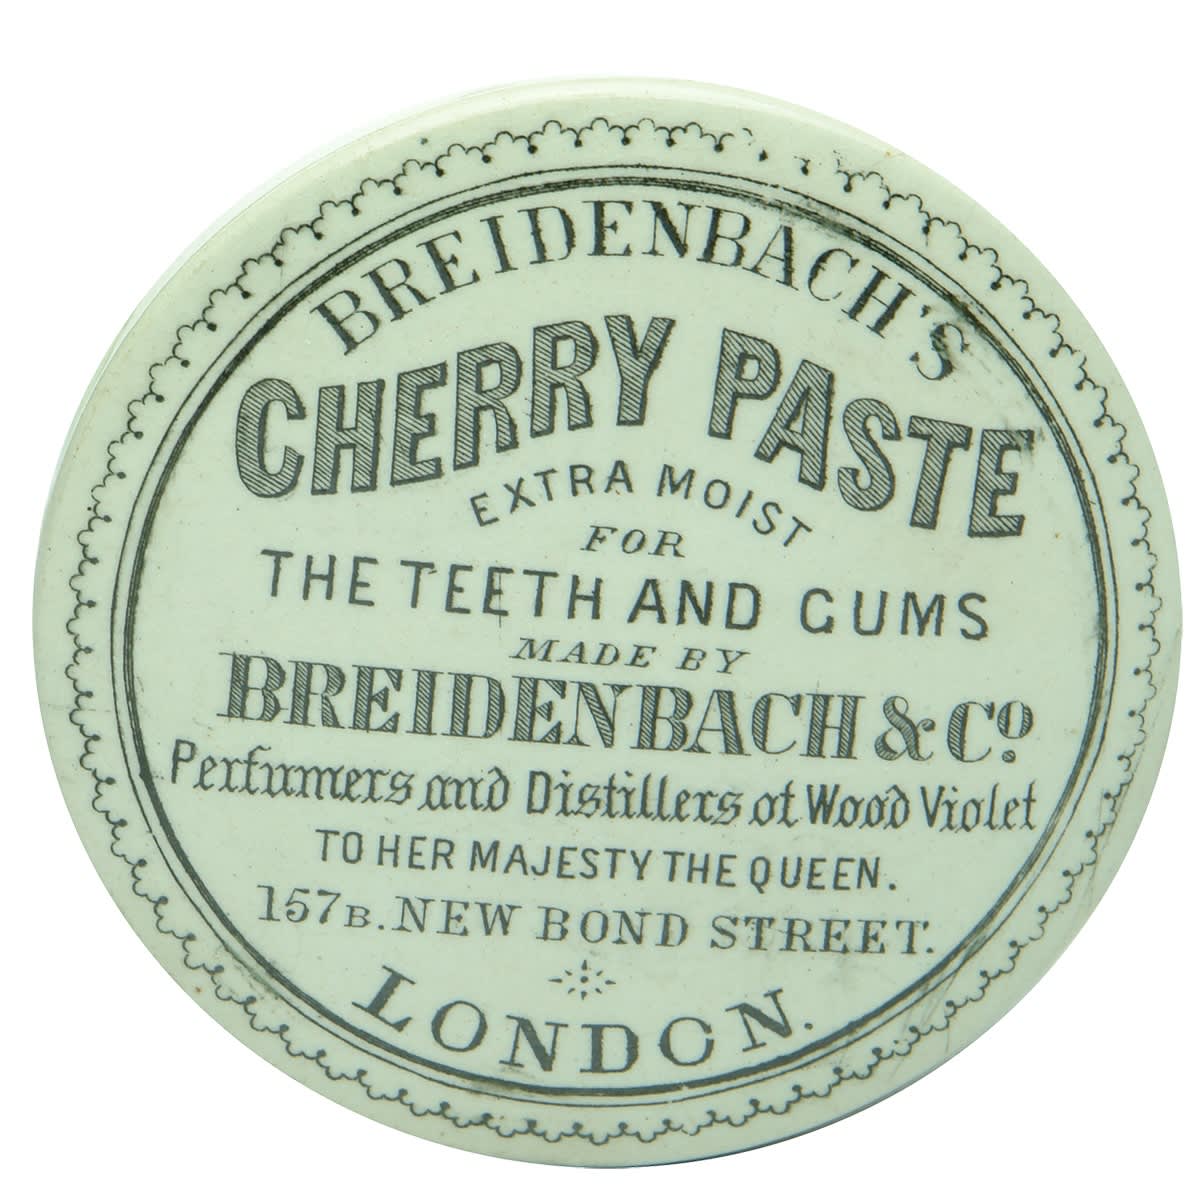 BREIDENBACH'S
CHERRY PASTE
EXTRA MOIST
FOR
THE TEETH AND GUMS
MADE BY
BREIDENBACH & Cº
Perfumers and Distillers of Wood Violet
TO HER MAJESTY THE QUEEN.
157B. NEW BOND STREET.
LONDON.